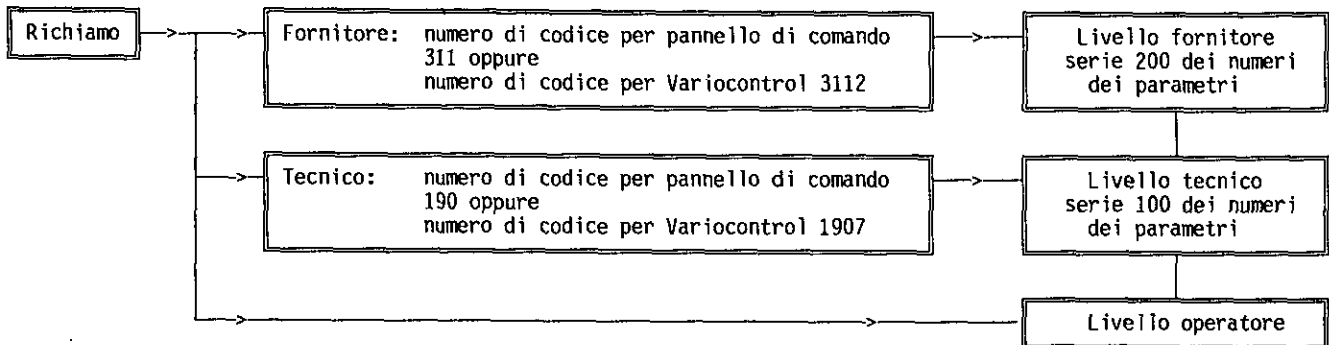 Richiamo
Fornitore: numero di codice per pannello di comando
311 oppure
numero di codice per Variocontrol 3112
Livello fornitore
serie 200 dei numeri
dei parametri
Tecnico: numero di codice per pannello di comando
190 oppure
numero di codice per Variocontrol 1907
Livello tecnico
serie 100 dei numeri
dei parametri
Livello operatore